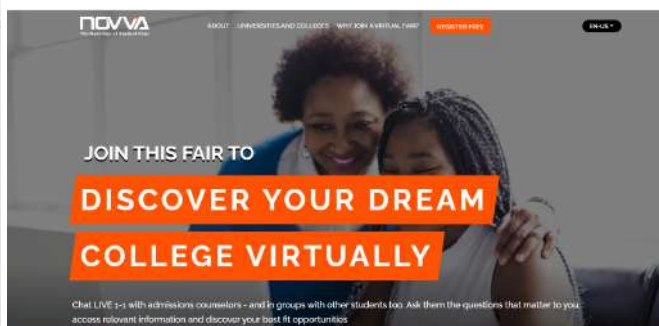 NOVVA
ABOUT UNIVERSITIES AND COLLEGES WHY JOIN A VIRTUAL FAIR? REGISTER FREE EN-US
JOIN THIS FAIR TO
DISCOVER YOUR DREAM
COLLEGE VIRTUALLY
Chat LIVE 1-1 with admissions counselors - and in groups with other students too. Ask them the questions that matter to you,
access relevant information and discover your best fit opportunities